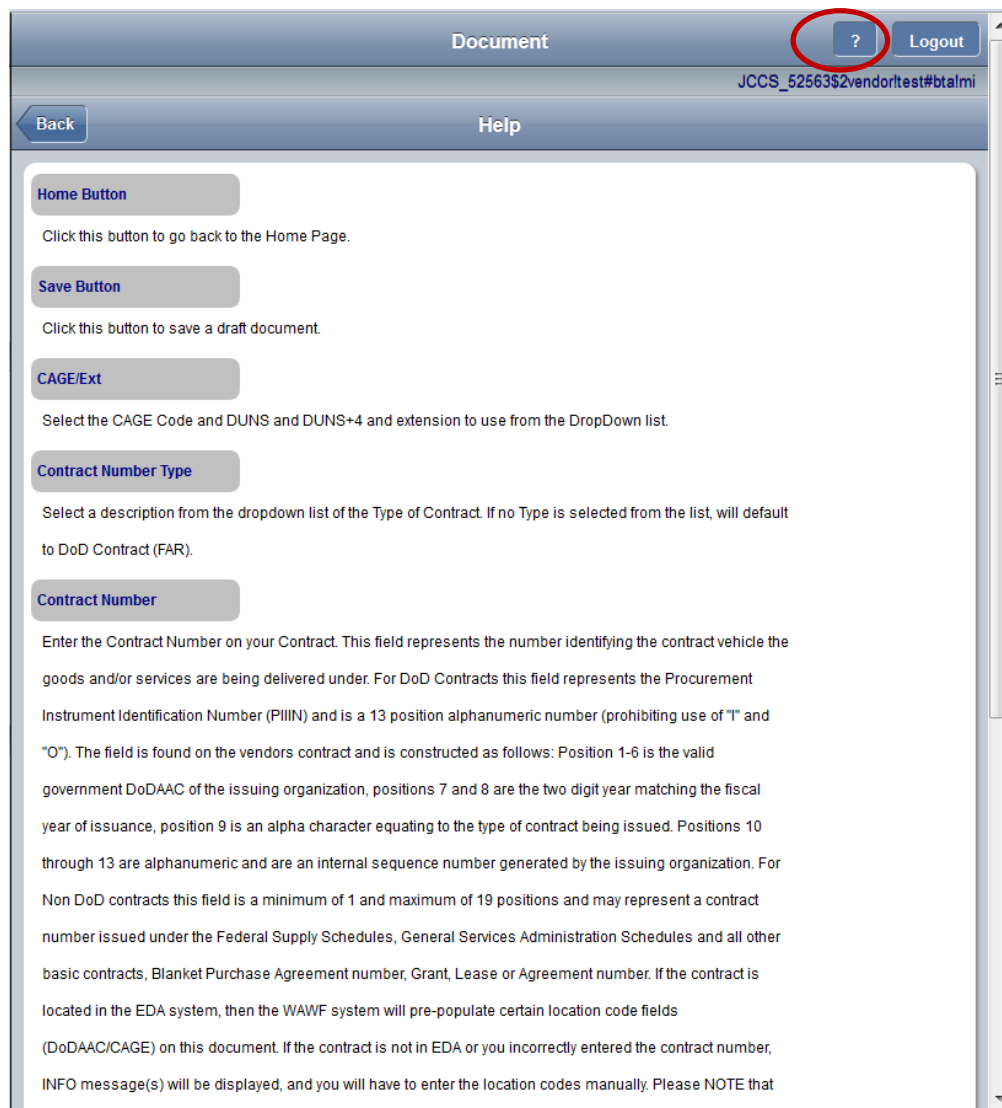 Document
?
Logout
JCCS_52563$2vendor!test#bta!mi
Back
Help
Home Button
Click this button to go back to the Home Page.
Save Button
Click this button to save a draft document.
CAGE/Ext
Select the CAGE Code and DUNS and DUNS+4 and extension to use from the DropDown list.
Contract Number Type
Select a description from the dropdown list of the Type of Contract. If no Type is selected from the list, will default
to DoD Contract (FAR).
Contract Number
Enter the Contract Number on your Contract. This field represents the number identifying the contract vehicle the
goods and/or services are being delivered under. For DoD Contracts this field represents the Procurement
Instrument Identification Number (PIIIN) and is a 13 position alphanumeric number (prohibiting use of "I" and
"O"). The field is found on the vendors contract and is constructed as follows: Position 1-6 is the valid
government DoDAAC of the issuing organization, positions 7 and 8 are the two digit year matching the fiscal
year of issuance, position 9 is an alpha character equating to the type of contract being issued. Positions 10
through 13 are alphanumeric and are an internal sequence number generated by the issuing organization. For
Non DoD contracts this field is a minimum of 1 and maximum of 19 positions and may represent a contract
number issued under the Federal Supply Schedules, General Services Administration Schedules and all other
basic contracts, Blanket Purchase Agreement number, Grant, Lease or Agreement number. If the contract is
located in the EDA system, then the WAWF system will pre-populate certain location code fields
(DoDAAC/CAGE) on this document. If the contract is not in EDA or you incorrectly entered the contract number,
INFO message(s) will be displayed, and you will have to enter the location codes manually. Please NOTE that